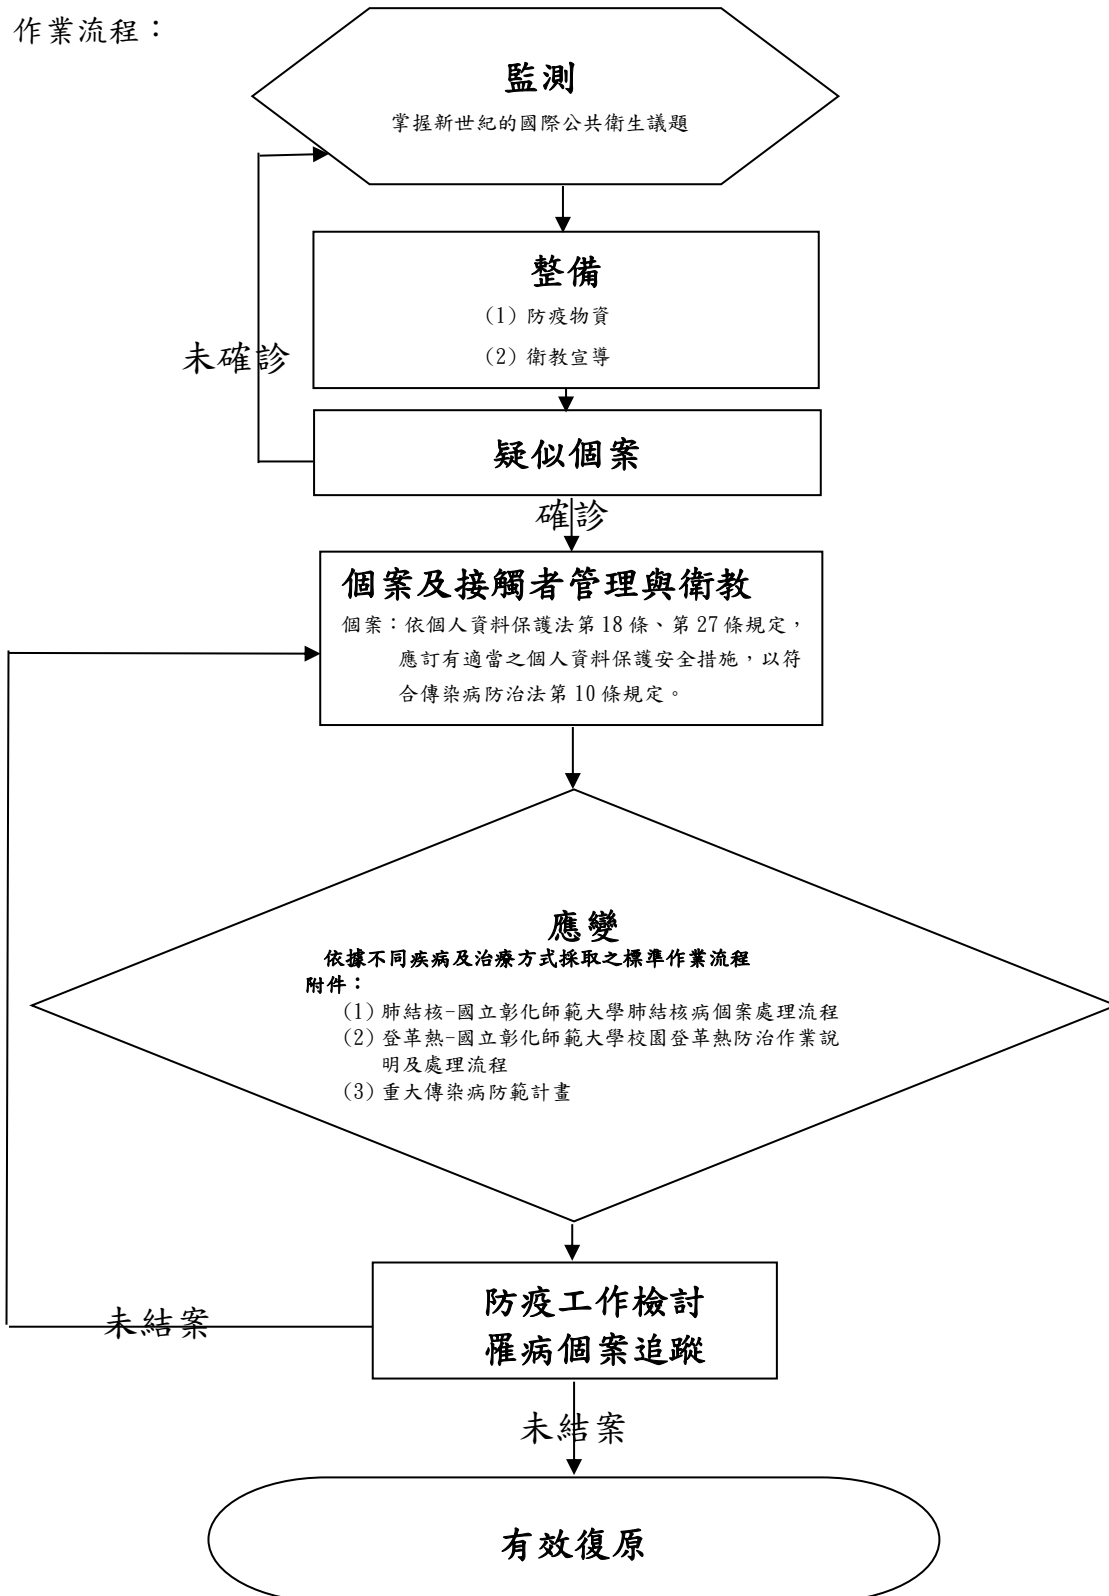 作業流程：
監測
掌握新世紀的國際公共衛生議題
整備
(1) 防疫物資
(2) 衛教宣導
未確診
疑似個案
確診
個案及接觸者管理與衛教
個案：依個人資料保護法第 18 條、第 27 條規定，
應訂有適當之個人資料保護安全措施，以符
合傳染病防治法第 10 條規定。
應變
依據不同疾病及治療方式採取之標準作業流程
附件：
(1) 肺結核-國立彰化師範大學肺結核病個案處理流程
(2) 登革熱-國立彰化師範大學校園登革熱防治作業說
明及處理流程
(3) 重大傳染病防範計畫
防疫工作檢討
未結案
罹病個案追蹤
未結案
有效復原